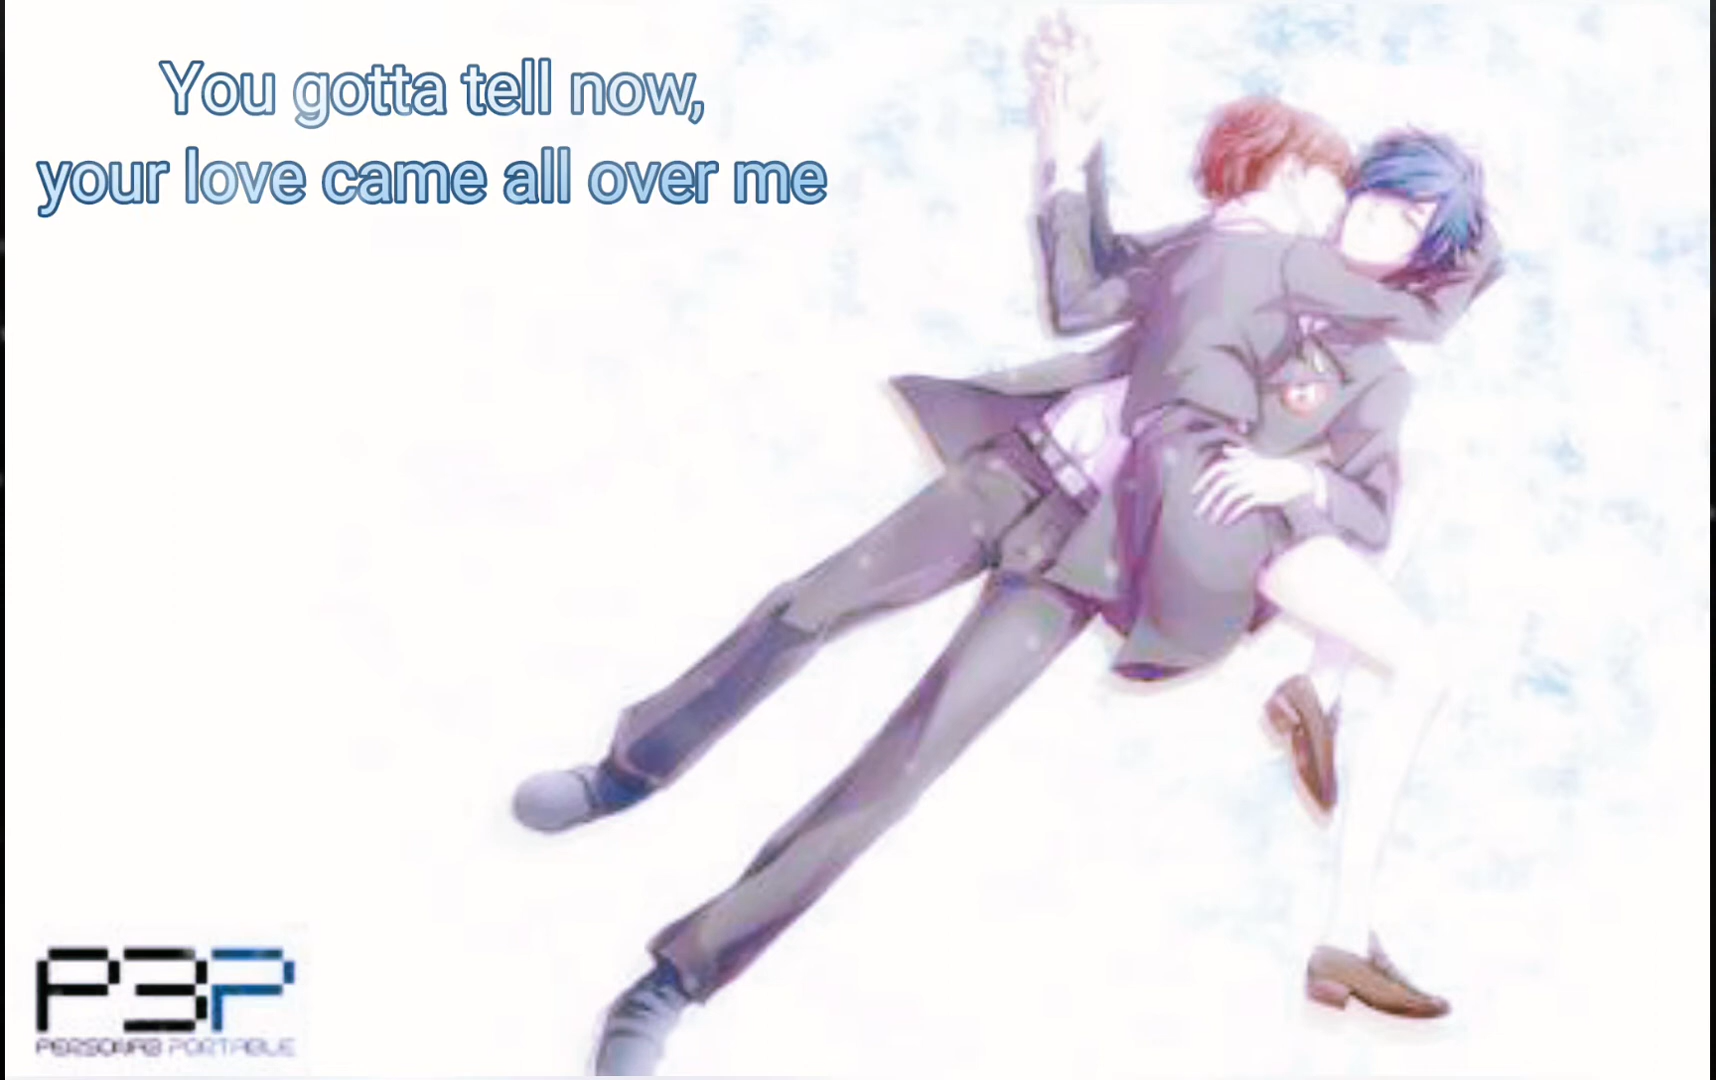 You gotta tell now,
your love came all over me
P3P
PERSONA3 PORTABLE